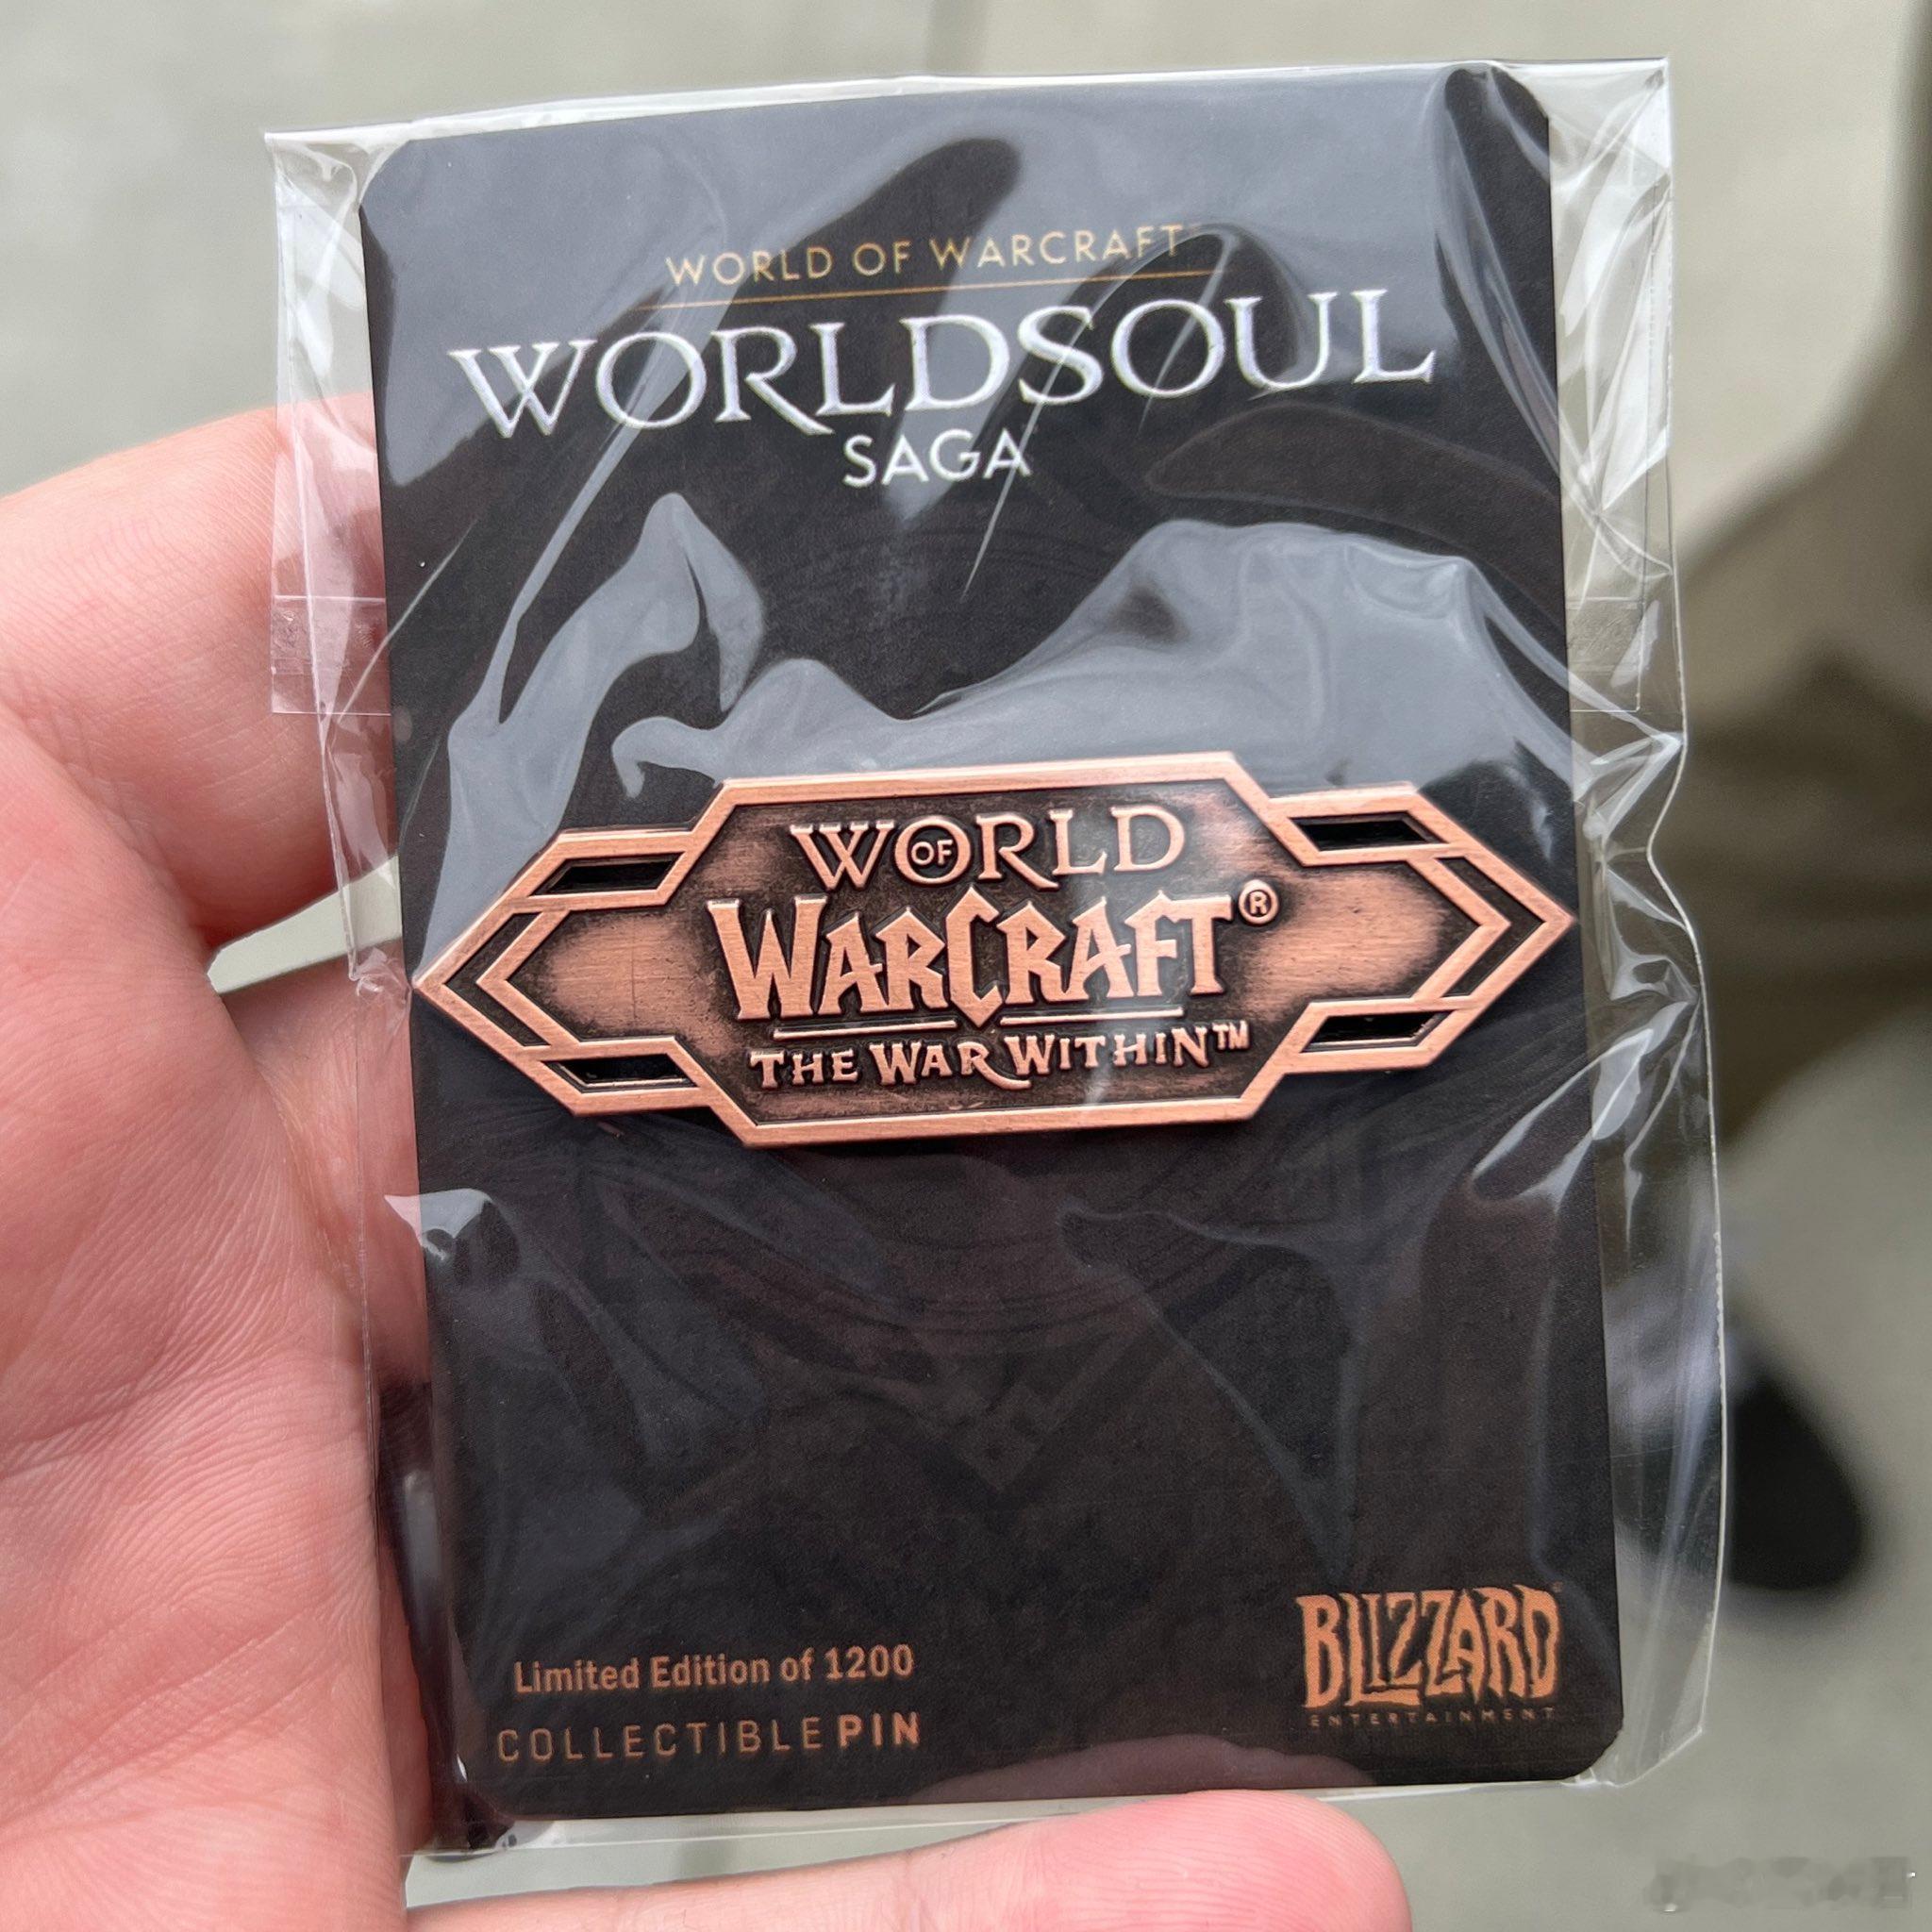 WORLD OF WARCRAFT
WORLDSOUL
SAGA
WORLD OF
WARCRAFT®
THE WAR WITHIN™
Limited Edition of 1200
COLLECTIBLE PIN
BLIZZARD
ENTERTAINMENT